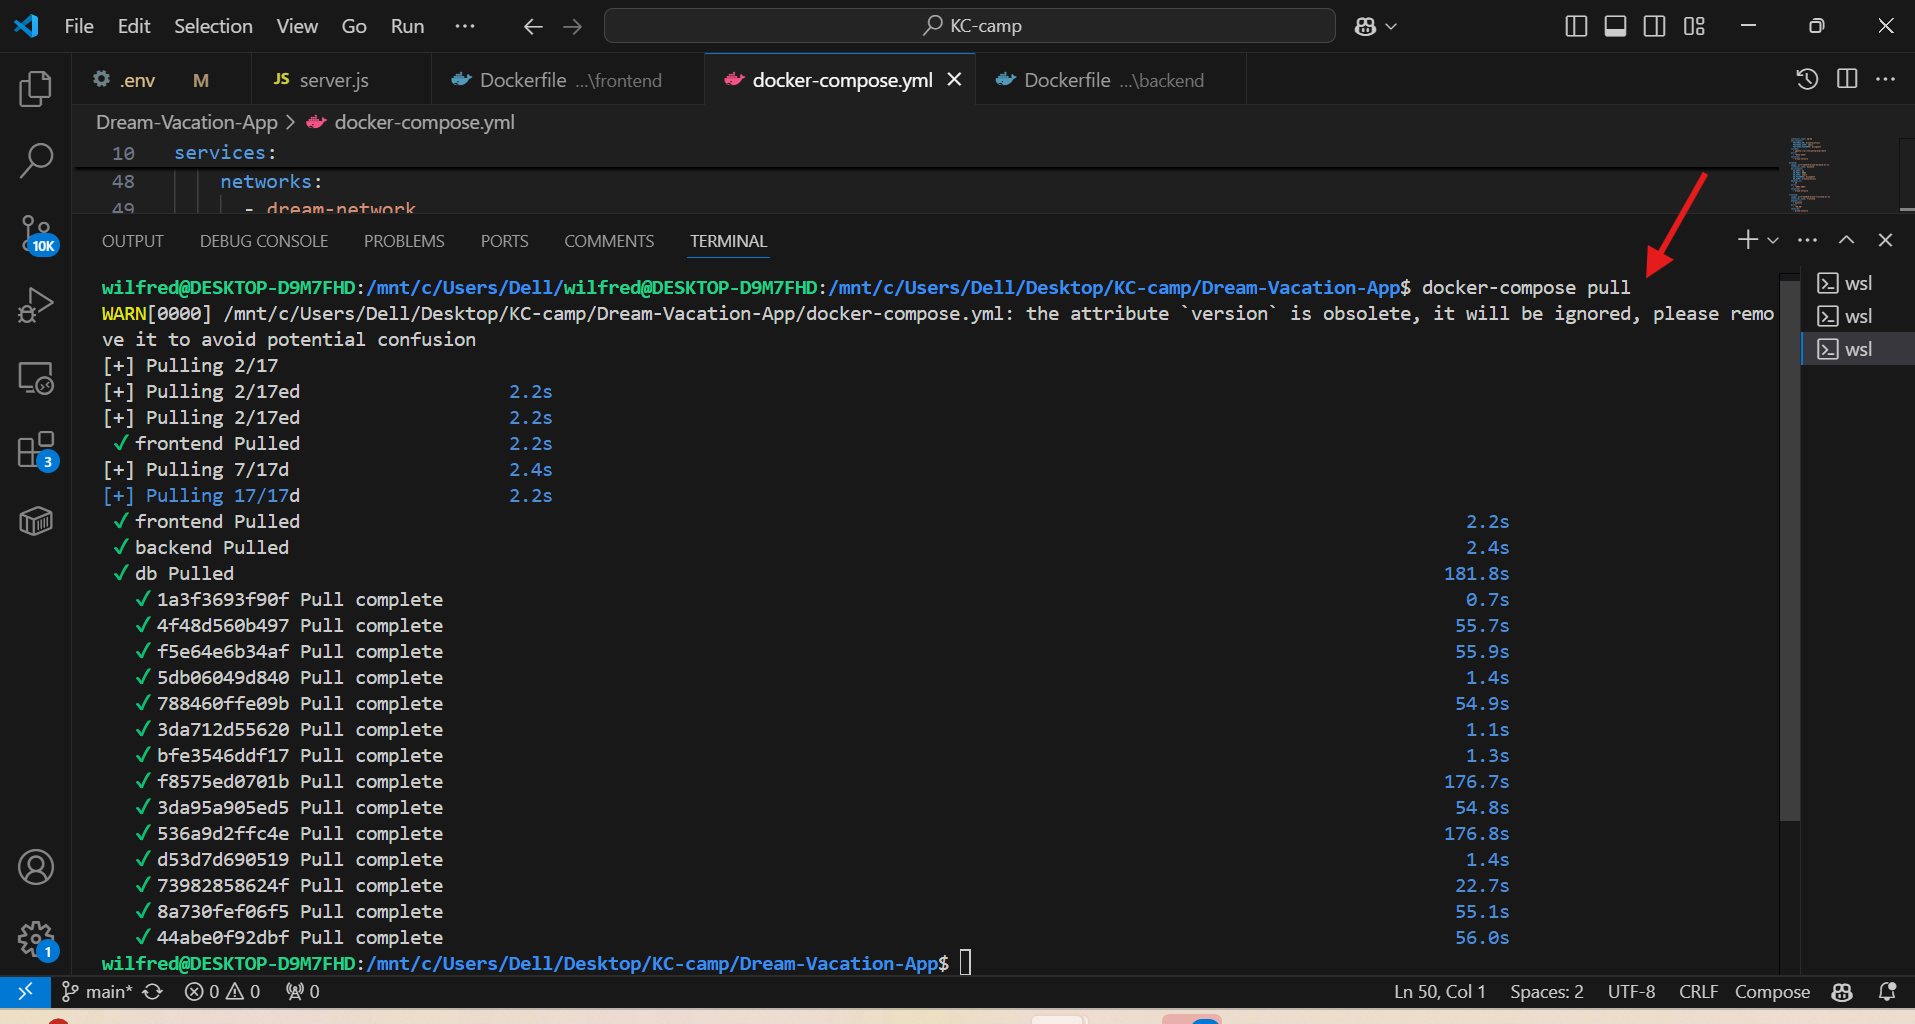 File Edit Selection View Go Run ··· KC-camp
.env M JS server.js Dockerfile ...\frontend docker-compose.yml Dockerfile ...\backend
Dream-Vacation-App > docker-compose.yml
10 services:
48 networks:
49 - dream-network
OUTPUT DEBUG CONSOLE PROBLEMS PORTS COMMENTS TERMINAL
wilfred@DESKTOP-D9M7FHD:/mnt/c/Users/Dell/wilfred@DESKTOP-D9M7FHD:/mnt/c/Users/Dell/Desktop/KC-camp/Dream-Vacation-App$ docker-compose pull
WARN[0000] /mnt/c/Users/Dell/Desktop/KC-camp/Dream-Vacation-App/docker-compose.yml: the attribute `version` is obsolete, it will be ignored, please remo
ve it to avoid potential confusion
[+] Pulling 2/17
[+] Pulling 2/17ed 2.2s
[+] Pulling 2/17ed 2.2s
✓ frontend Pulled 2.2s
[+] Pulling 7/17d 2.4s
[+] Pulling 17/17d 2.2s
✓ frontend Pulled 2.2s
✓ backend Pulled 2.4s
✓ db Pulled 181.8s
✓ 1a3f3693f90f Pull complete 0.7s
✓ 4f48d560b497 Pull complete 55.7s
✓ f5e64e6b34af Pull complete 55.9s
✓ 5db06049d840 Pull complete 1.4s
✓ 788460ffe09b Pull complete 54.9s
✓ 3da712d55620 Pull complete 1.1s
✓ bfe3546ddf17 Pull complete 1.3s
✓ f8575ed0701b Pull complete 176.7s
✓ 3da95a905ed5 Pull complete 54.8s
✓ 536a9d2ffc4e Pull complete 176.8s
✓ d53d7d690519 Pull complete 1.4s
✓ 73982858624f Pull complete 22.7s
✓ 8a730fef06f5 Pull complete 55.1s
✓ 44abe0f92dbf Pull complete 56.0s
wilfred@DESKTOP-D9M7FHD:/mnt/c/Users/Dell/Desktop/KC-camp/Dream-Vacation-App$
wsl
wsl
wsl
10K
3
1
main* 0 0 0 Ln 50, Col 1 Spaces: 2 UTF-8 CRLF Compose